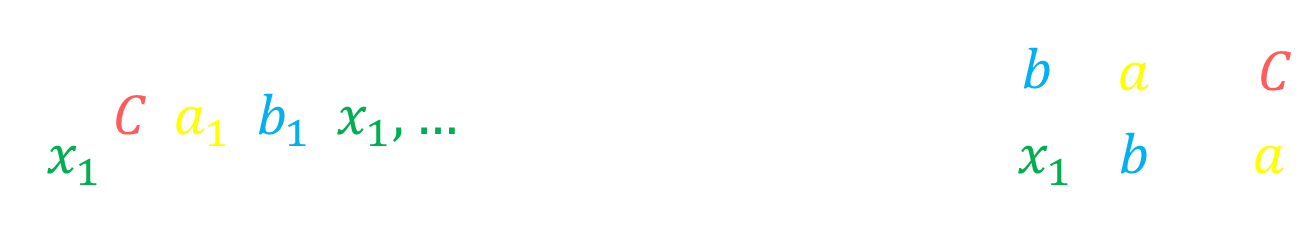 b a C
C a₁ b₁ x₁, ...
x₁
x₁ b a